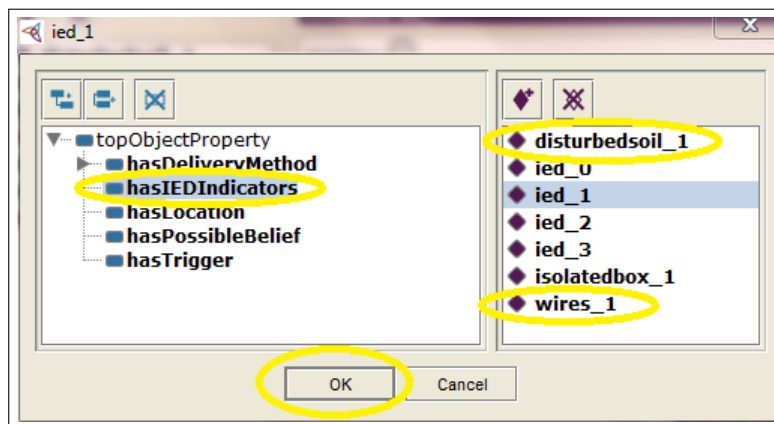 ied_1
topObjectProperty
hasDeliveryMethod
hasIEDIndicators
hasLocation
hasPossibleBelief
hasTrigger
disturbedsoil_1
ied_0
ied_1
ied_2
ied_3
isolatedbox_1
wires_1
OK
Cancel